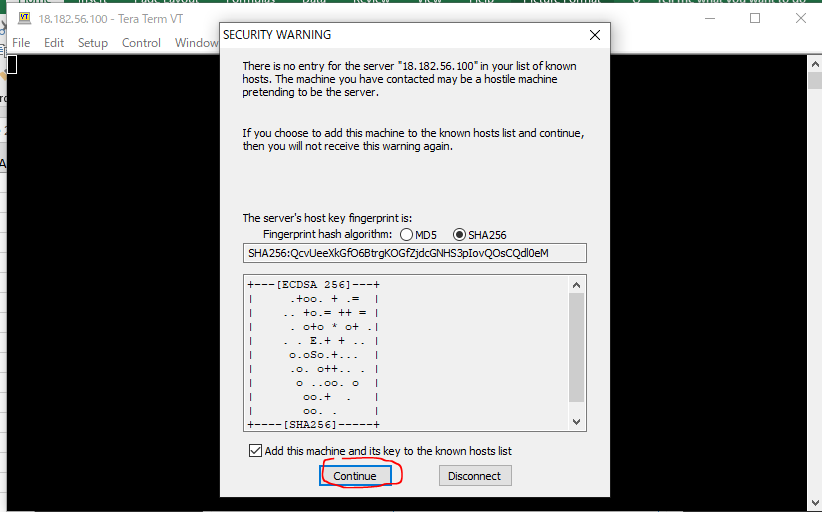 18.182.56.100 - Tera Term VT
File Edit Setup Control Window
SECURITY WARNING
There is no entry for the server "18.182.56.100" in your list of known
hosts. The machine you have contacted may be a hostile machine
pretending to be the server.
If you choose to add this machine to the known hosts list and continue,
then you will not receive this warning again.
The server's host key fingerprint is:
Fingerprint hash algorithm: MD5 SHA256
SHA256:QcvUeeXkGfO6BtrgKOGfZjdcGNHS3pIovQOsCQdl0eM
+---[ECDSA 256]---+
|     .+oo. + .=  |
|    .. +o.= ++ = |
|     . o+o * o+ .|
|    . . E.+ + .. |
|     o.oSo.+...  |
|     .o. o++.. . |
|      o ..oo. o  |
|       oo.+  .   |
|       oo. .     |
+----[SHA256]-----+
Add this machine and its key to the known hosts list
Continue Disconnect